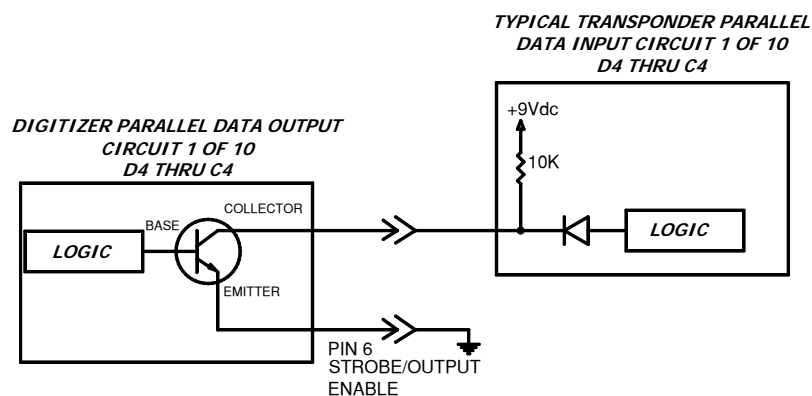 TYPICAL TRANSPONDER PARALLEL
DATA INPUT CIRCUIT 1 OF 10
D4 THRU C4
+9Vdc
10K
LOGIC
DIGITIZER PARALLEL DATA OUTPUT
CIRCUIT 1 OF 10
D4 THRU C4
COLLECTOR
BASE
LOGIC
EMITTER
PIN 6
STROBE/OUTPUT
ENABLE